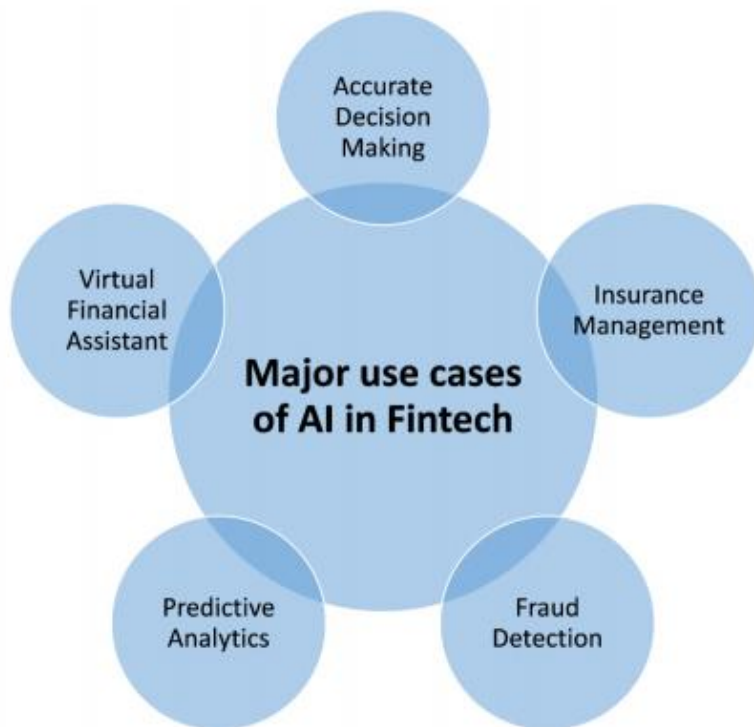 Accurate
Decision
Making
Virtual
Financial
Assistant
Insurance
Management
Major use cases
of AI in Fintech
Predictive
Analytics
Fraud
Detection